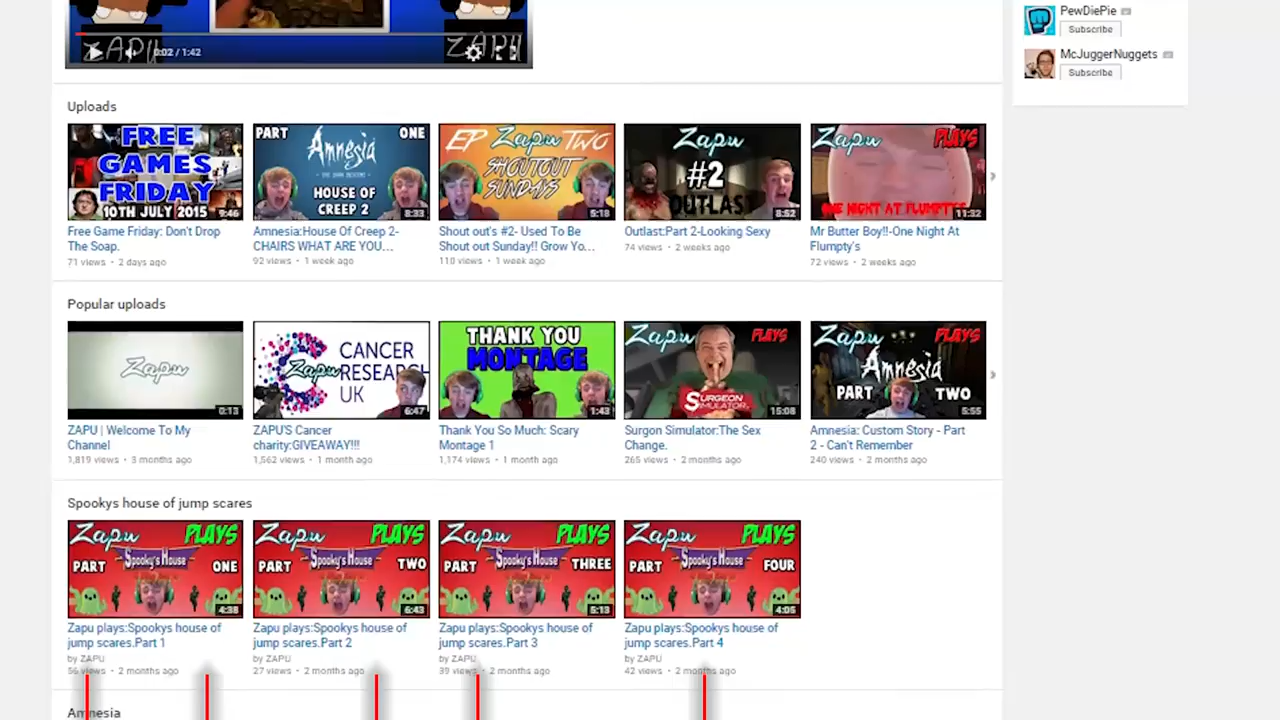 PewDiePie
Subscribe
McJuggerNuggets
Subscribe
ZAPU
ZAPU
0:02 / 1:42
Uploads
FREE
GAMES
FRIDAY
10TH JULY 2015
9:46
PART ONE
Amnesia
HOUSE OF
CREEP 2
8:33
EP Zapu TWO
SHOUTOUT
SUNDAYS
5:18
Zapu
#2
OUTLAST
8:52
Zapu PLAYS
ONE NIGHT AT FLUMPTYS
11:32
Free Game Friday: Don't Drop
The Soap.
71 views • 2 days ago
Amnesia:House Of Creep 2-
CHAIRS WHAT ARE YOU...
92 views • 1 week ago
Shout out's #2- Used To Be
Shout out Sunday!! Grow Yo...
110 views • 1 week ago
Outlast:Part 2-Looking Sexy
74 views • 2 weeks ago
Mr Butter Boy!!-One Night At
Flumpty's
72 views • 2 weeks ago
Popular uploads
Zapu
0:13
CANCER
RESEARCH
UK
Zapu
6:47
THANK YOU
MONTAGE
1:43
Zapu PLAYS
SURGEON
SIMULATOR
15:08
Zapu PLAYS
Amnesia
PART TWO
5:55
ZAPU | Welcome To My
Channel
1,819 views • 3 months ago
ZAPU'S Cancer
charity:GIVEAWAY!!!
1,562 views • 1 month ago
Thank You So Much: Scary
Montage 1
1,174 views • 1 month ago
Surgon Simulator:The Sex
Change.
265 views • 2 months ago
Amnesia: Custom Story - Part
2 - Can't Remember
240 views • 2 months ago
Spookys house of jump scares
Zapu PLAYS
Spooky's House
PART ONE
4:38
Zapu PLAYS
Spooky's House
PART TWO
6:43
Zapu PLAYS
Spooky's House
PART THREE
5:13
Zapu PLAYS
Spooky's House
PART FOUR
4:05
Zapu plays:Spookys house of
jump scares.Part 1
by ZAPU
56 views • 2 months ago
Zapu plays:Spookys house of
jump scares.Part 2
by ZAPU
27 views • 2 months ago
Zapu plays:Spookys house of
jump scares.Part 3
by ZAPU
39 views • 2 months ago
Zapu plays:Spookys house of
jump scares.Part 4
by ZAPU
42 views • 2 months ago
Amnesia